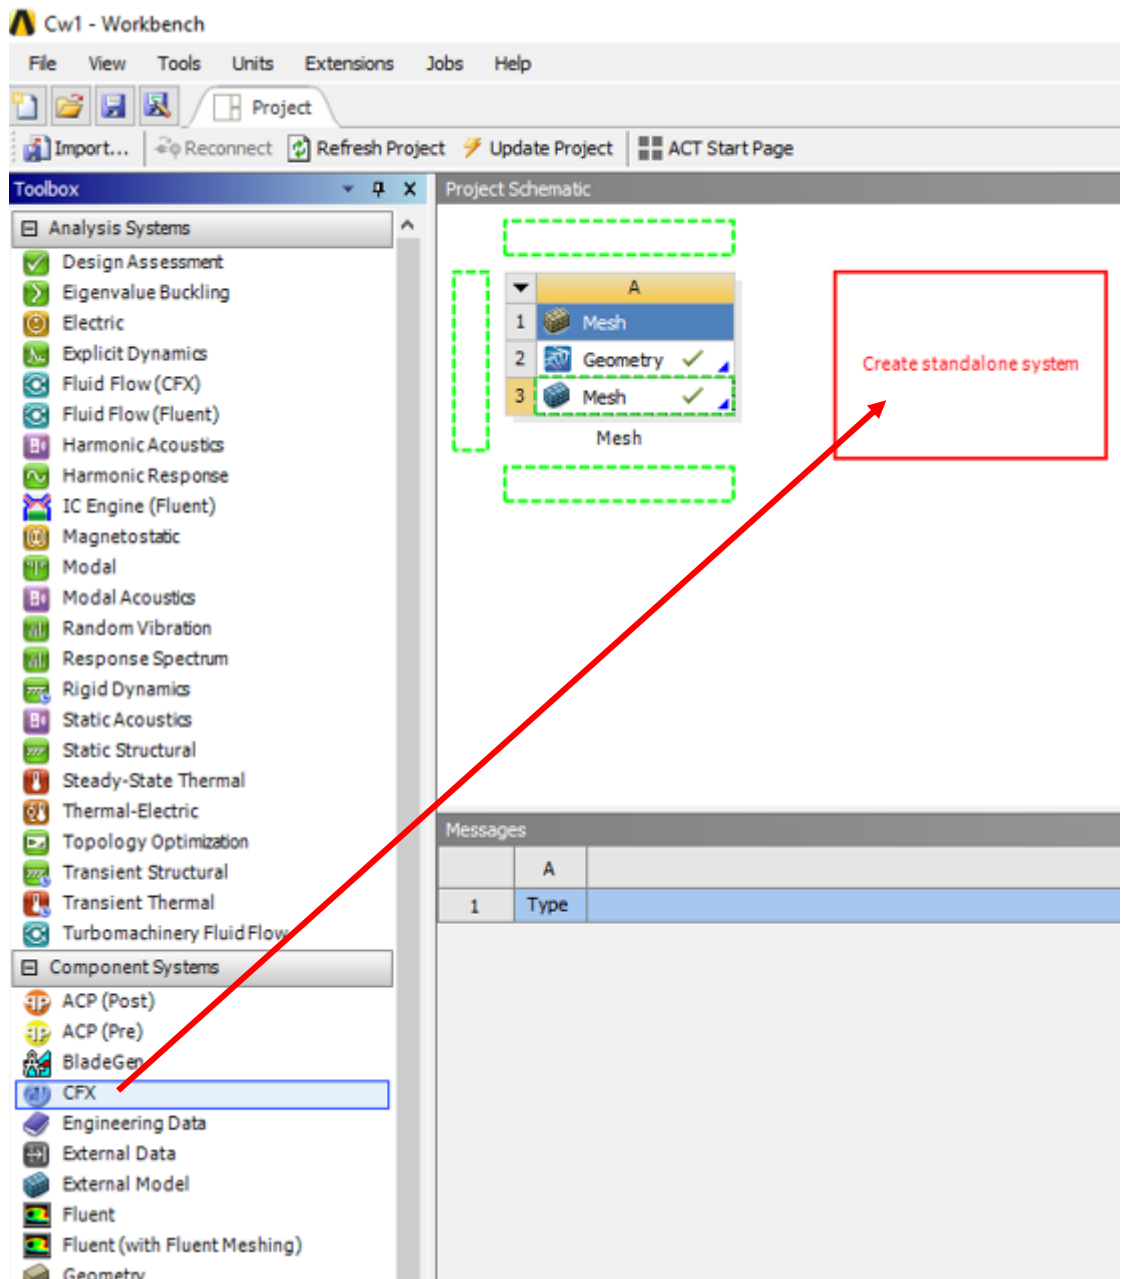 Cw1 - Workbench
File View Tools Units Extensions Jobs Help
Project
Import... Reconnect Refresh Project Update Project ACT Start Page
Toolbox
Project Schematic
Analysis Systems
Design Assessment
Eigenvalue Buckling
Electric
Explicit Dynamics
Fluid Flow (CFX)
Fluid Flow (Fluent)
Harmonic Acoustics
Harmonic Response
IC Engine (Fluent)
Magnetostatic
Modal
Modal Acoustics
Random Vibration
Response Spectrum
Rigid Dynamics
Static Acoustics
Static Structural
Steady-State Thermal
Thermal-Electric
Topology Optimization
Transient Structural
Transient Thermal
Turbomachinery Fluid Flow
Component Systems
ACP (Post)
ACP (Pre)
BladeGen
CFX
Engineering Data
External Data
External Model
Fluent
Fluent (with Fluent Meshing)
Geometry
A
1 Mesh
2 Geometry
3 Mesh
Mesh
Create standalone system
Messages
A
1 Type